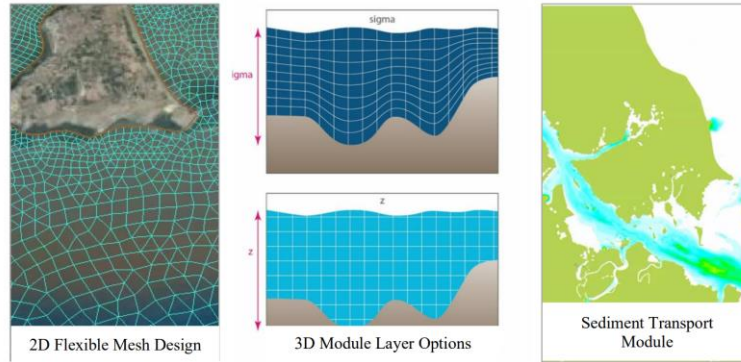 sigma
igma
z
z
2D Flexible Mesh Design
3D Module Layer Options
Sediment Transport
Module